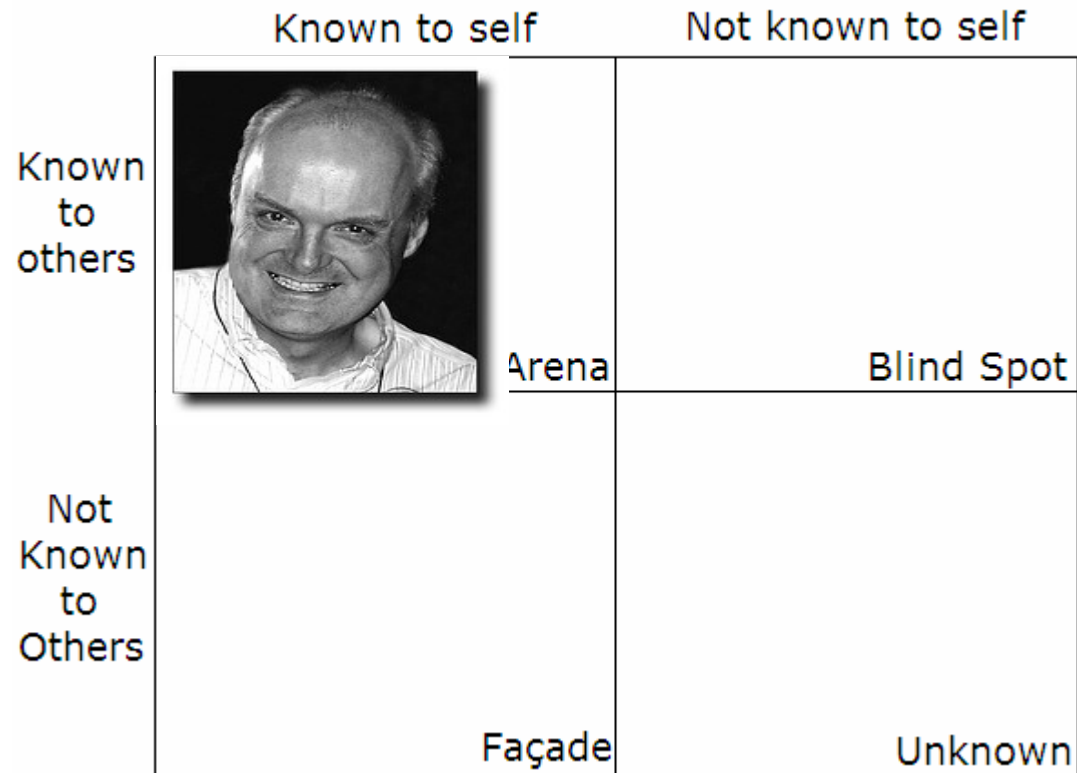 Known to self
Not known to self
Known
to
others
Arena
Blind Spot
Not
Known
to
Others
Façade
Unknown